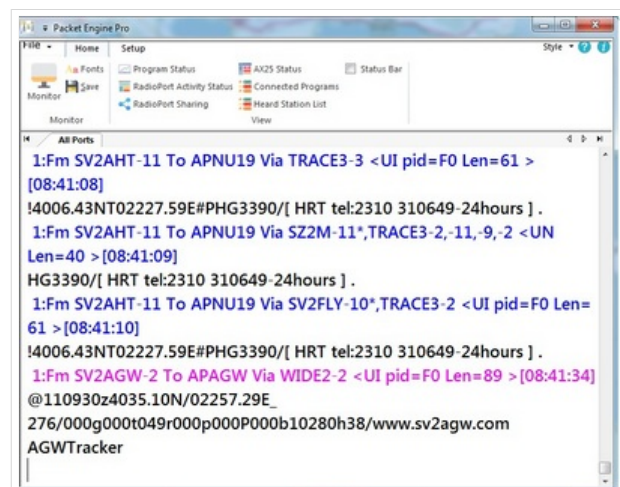 Packet Engine Pro
File Home Setup Style
Monitor Fonts Save Program Status RadioPort Activity Status RadioPort Sharing AX25 Status Connected Programs Heard Station List Status Bar
Monitor View
All Ports
1:Fm SV2AHT-11 To APNU19 Via TRACE3-3 <UI pid=F0 Len=61 >
[08:41:08]
!4006.43NT02227.59E#PHG3390/[ HRT tel:2310 310649-24hours ] .
1:Fm SV2AHT-11 To APNU19 Via SZ2M-11*,TRACE3-2,-11,-9,-2 <UN
Len=40 >[08:41:09]
HG3390/[ HRT tel:2310 310649-24hours ] .
1:Fm SV2AHT-11 To APNU19 Via SV2FLY-10*,TRACE3-2 <UI pid=F0 Len=
61 >[08:41:10]
!4006.43NT02227.59E#PHG3390/[ HRT tel:2310 310649-24hours ] .
1:Fm SV2AGW-2 To APAGW Via WIDE2-2 <UI pid=F0 Len=89 >[08:41:34]
@110930z4035.10N/02257.29E_
276/000g000t049r000p000P000b10280h38/www.sv2agw.com
AGWTracker